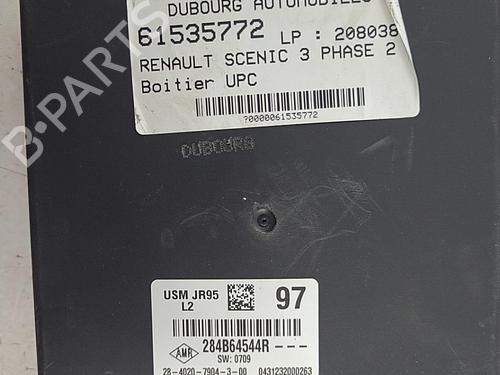 DUBOURG AUTOMOBILES
61535772 LP : 208038
RENAULT SCENIC 3 PHASE 2
Boitier UPC
?0000061535772
DUBOURG
B-PARTS
USM JR95
L2
97
AMR
284B64544R---
SW: 0709
28-4020-7904-3-00 0431232000263